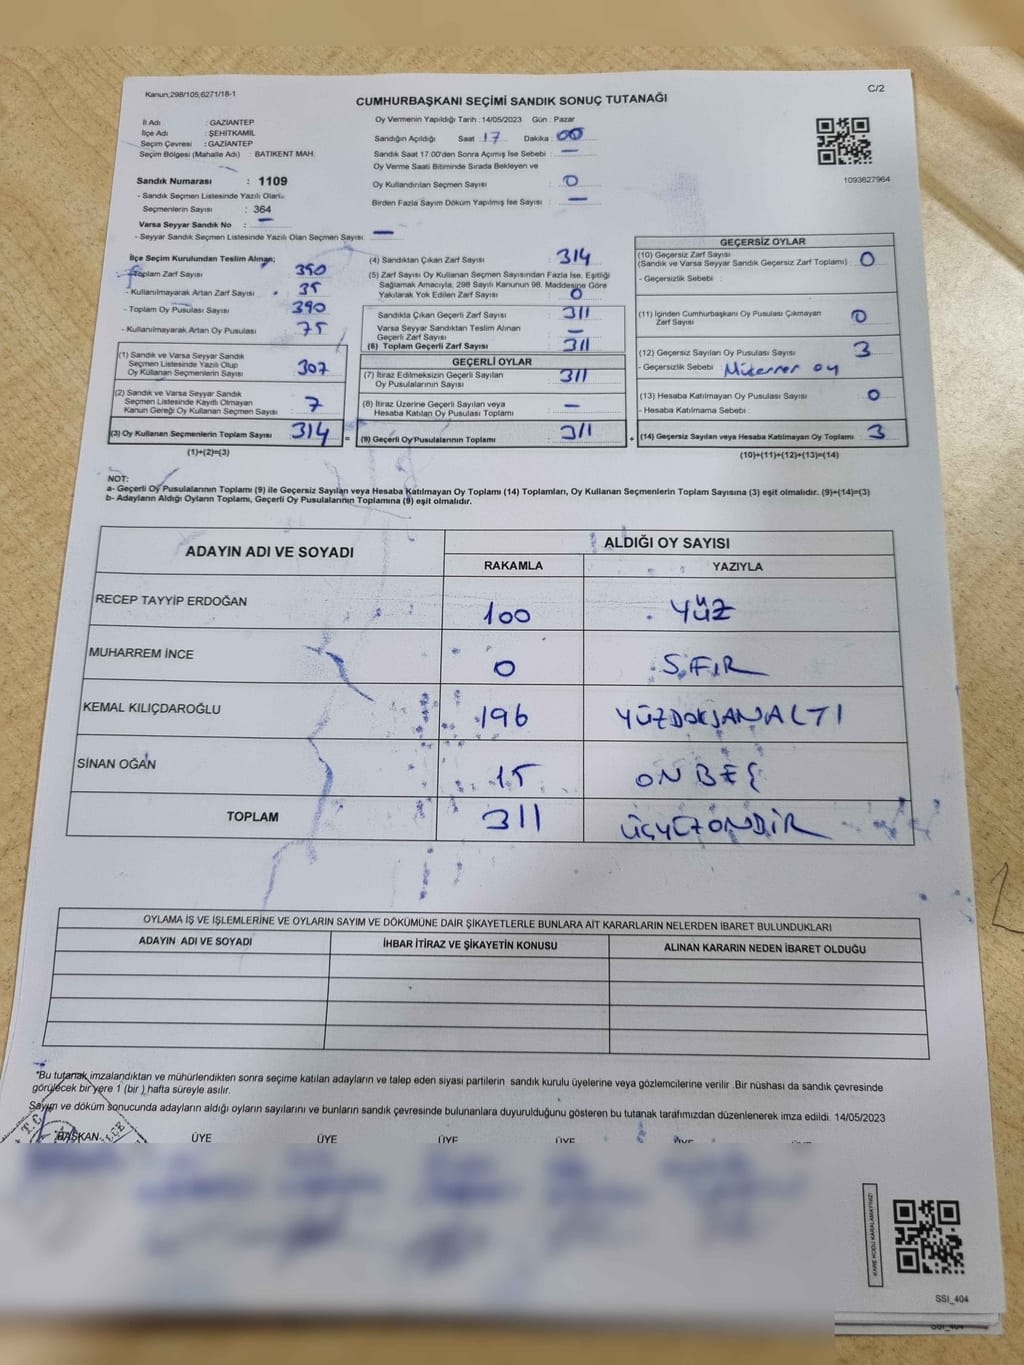 Kanun;298/105;6271/18-1
C/2
CUMHURBAŞKANI SEÇİMİ SANDIK SONUÇ TUTANAĞI
İl Adı : GAZİANTEP
İlçe Adı : ŞEHİTKAMİL
Seçim Çevresi : GAZİANTEP
Seçim Bölgesi (Mahalle Adı) : BATIKENT MAH.
Sandık Numarası : 1109
- Sandık Seçmen Listesinde Yazılı Olan
Seçmenlerin Sayısı : 364
Varsa Seyyar Sandık No : —
- Seyyar Sandık Seçmen Listesinde Yazılı Olan Seçmen Sayısı: —
Oy Vermenin Yapıldığı Tarih : 14/05/2023 Gün : Pazar
Sandığın Açıldığı Saat : 17 Dakika : 00
Sandık Saat 17:00'den Sonra Açımış İse Sebebi : —
Oy Verme Saati Bitiminde Sırada Bekleyen ve
Oy Kullandırılan Seçmen Sayısı : 0
Birden Fazla Sayım Döküm Yapılmış İse Sayısı : —
1093627964
İlçe Seçim Kurulundan Teslim Alınan;
- Toplam Zarf Sayısı 350
- Kullanılmayarak Artan Zarf Sayısı 35
- Toplam Oy Pusulası Sayısı 390
- Kullanılmayarak Artan Oy Pusulası 75
(1) Sandık ve Varsa Seyyar Sandık
Seçmen Listesinde Yazılı Olup
Oy Kullanan Seçmenlerin Sayısı 307
(2) Sandık ve Varsa Seyyar Sandık
Seçmen Listesinde Kayıtlı Olmayan
Kanun Gereği Oy Kullanan Seçmen Sayısı 7
(3) Oy Kullanan Seçmenlerin Toplam Sayısı 314 =
(1)+(2)=(3)
(4) Sandıktan Çıkan Zarf Sayısı 314
(5) Zarf Sayısı Oy Kullanan Seçmen Sayısından Fazla İse, Eşitliği
Sağlamak Amacıyla, 298 Sayılı Kanunun 98. Maddesine Göre
Yakılarak Yok Edilen Zarf Sayısı 0
Sandıkta Çıkan Geçerli Zarf Sayısı 311
Varsa Seyyar Sandıktan Teslim Alınan
Geçerli Zarf Sayısı —
(6) Toplam Geçerli Zarf Sayısı 311
GEÇERLİ OYLAR
(7) İtiraz Edilmeksizin Geçerli Sayılan
Oy Pusulalarının Sayısı 311
(8) İtiraz Üzerine Geçerli Sayılan veya
Hesaba Katılan Oy Pusulası Toplamı —
(9) Geçerli Oy Pusulalarının Toplamı 311 +
GEÇERSİZ OYLAR
(10) Geçersiz Zarf Sayısı
(Sandık ve Varsa Seyyar Sandık Geçersiz Zarf Toplamı) : 0
- Geçersizlik Sebebi :
(11) İçinden Cumhurbaşkanı Oy Pusulası Çıkmayan
Zarf Sayısı 0
(12) Geçersiz Sayılan Oy Pusulası Sayısı 3
- Geçersizlik Sebebi : Mükerrer oy
(13) Hesaba Katılmayan Oy Pusulası Sayısı 0
- Hesaba Katılmama Sebebi :
(14) Geçersiz Sayılan veya Hesaba Katılmayan Oy Toplamı : 3
(10)+(11)+(12)+(13)=(14)
NOT:
a- Geçerli Oy Pusulasının Toplamı (9) ile Geçersiz Sayılan veya Hesaba Katılmayan Oy Toplamı (14) Toplamları, Oy Kullanan Seçmenlerin Toplam Sayısına (3) eşit olmalıdır. (9)+(14)=(3)
b- Adayların Aldığı Oyların Toplamı, Geçerli Oy Pusulalarının Toplamına (9) eşit olmalıdır.
ADAYIN ADI VE SOYADI
ALDIĞI OY SAYISI
RAKAMLA YAZIYLA
RECEP TAYYİP ERDOĞAN 100 YÜZ
MUHARREM İNCE 0 SIFIR
KEMAL KILIÇDAROĞLU 196 YÜZDOKSANALTI
SİNAN OĞAN 15 ONBEŞ
TOPLAM 311 ÜÇYÜZONBİR
OYLAMA İŞ VE İŞLEMLERİNE VE OYLARIN SAYIM VE DÖKÜMÜNE DAİR ŞİKAYETLERLE BUNLARA AİT KARARLARIN NELERDEN İBARET BULUNDUKLARI
ADAYIN ADI VE SOYADI İHBAR İTİRAZ VE ŞİKAYETİN KONUSU ALINAN KARARIN NEDEN İBARET OLDUĞU
*Bu tutanak imzalandıktan ve mühürlendikten sonra seçime katılan adayların ve talep eden siyasi partilerin sandık kurulu üyelerine veya gözlemcilerine verilir .Bir nüshası da sandık çevresinde
görülecek bir yere 1 (bir ) hafta süreyle asılır.
Sayım ve döküm sonucunda adayların aldığı oyların sayılarını ve bunların sandık çevresinde bulunanlara duyurulduğunu gösteren bu tutanak tarafımızdan düzenlenerek imza edildi. 14/05/2023
BAŞKAN ÜYE ÜYE ÜYE ÜYE ÜYE ÜYE
KARE KODU KARALAMAYINIZ!
SSI_404
SSI_404